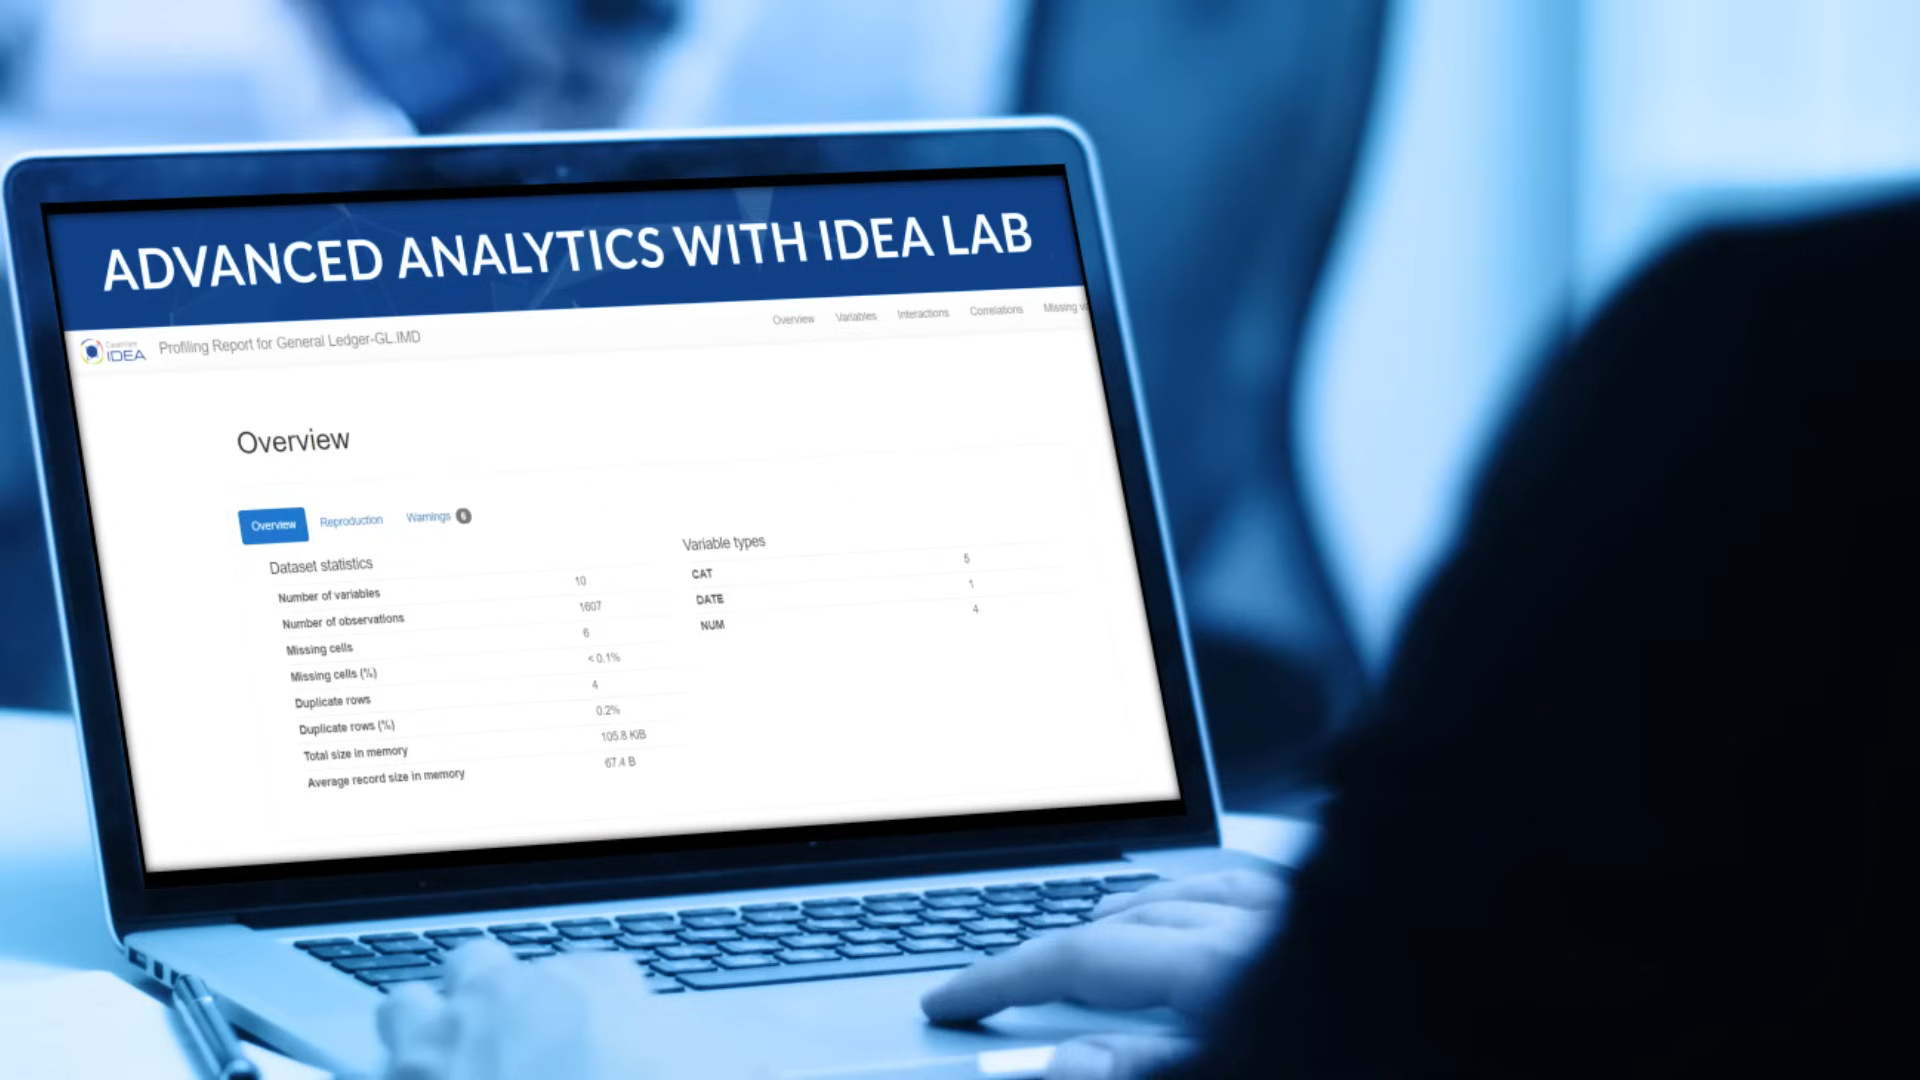 ADVANCED ANALYTICS WITH IDEA LAB
CaseWare
IDEA
Profiling Report for General Ledger-GL.IMD
Overview Variables Interactions Correlations Missing
Overview
Overview Reproduction Warnings 6
Dataset statistics
Number of variables 10
Number of observations 1607
Missing cells 6
Missing cells (%) < 0.1%
Duplicate rows 4
Duplicate rows (%) 0.2%
Total size in memory 105.8 KiB
Average record size in memory 67.4 B
Variable types
CAT 5
DATE 1
NUM 4